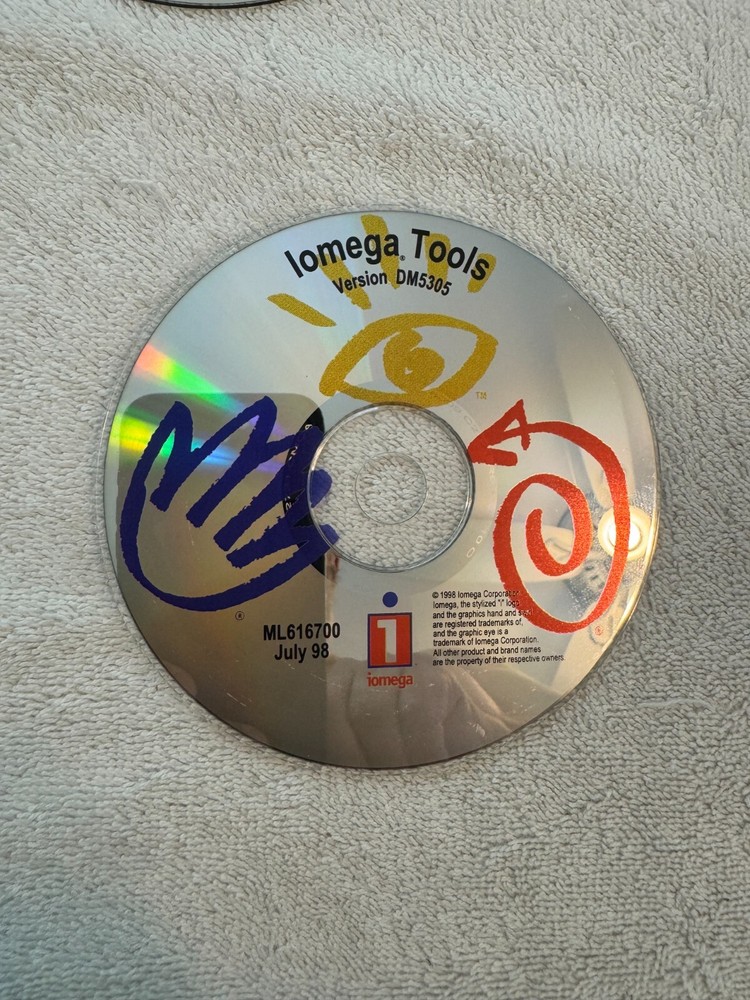 Iomega® Tools
Version DM5305
TM
®
ML616700
July 98
i
iomega
© 1998 Iomega Corporation.
Iomega, the stylized "i" logo
and the graphics hand and
are registered trademarks of,
and the graphic eye is a
trademark of Iomega Corporation.
All other product and brand names
are the property of their respective owners.
®